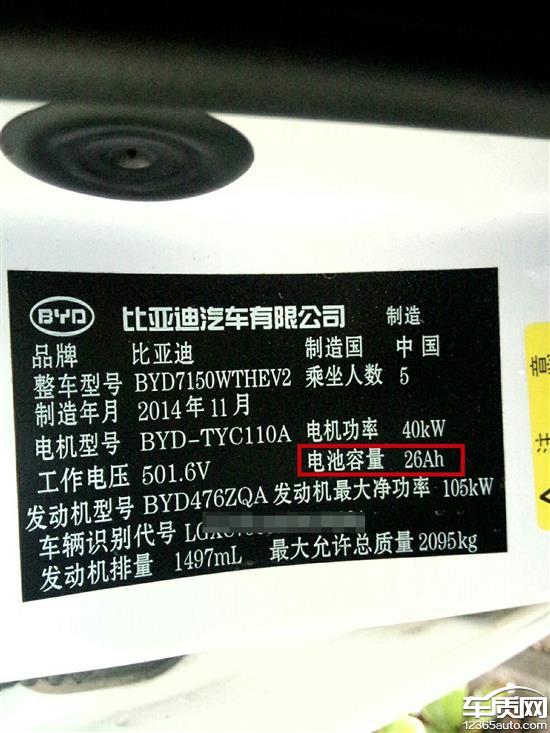 BYD 比亚迪汽车有限公司 制造
品牌 比亚迪 制造国 中国
整车型号 BYD7150WTHEV2 乘坐人数 5
制造年月 2014年11月
电机型号 BYD-TYC110A 电机功率 40kW
工作电压 501.6V 电池容量 26Ah
发动机型号 BYD476ZQA 发动机最大净功率 105kW
车辆识别代号
发动机排量 1497mL 最大允许总质量 2095kg
车质网
12365auto.com